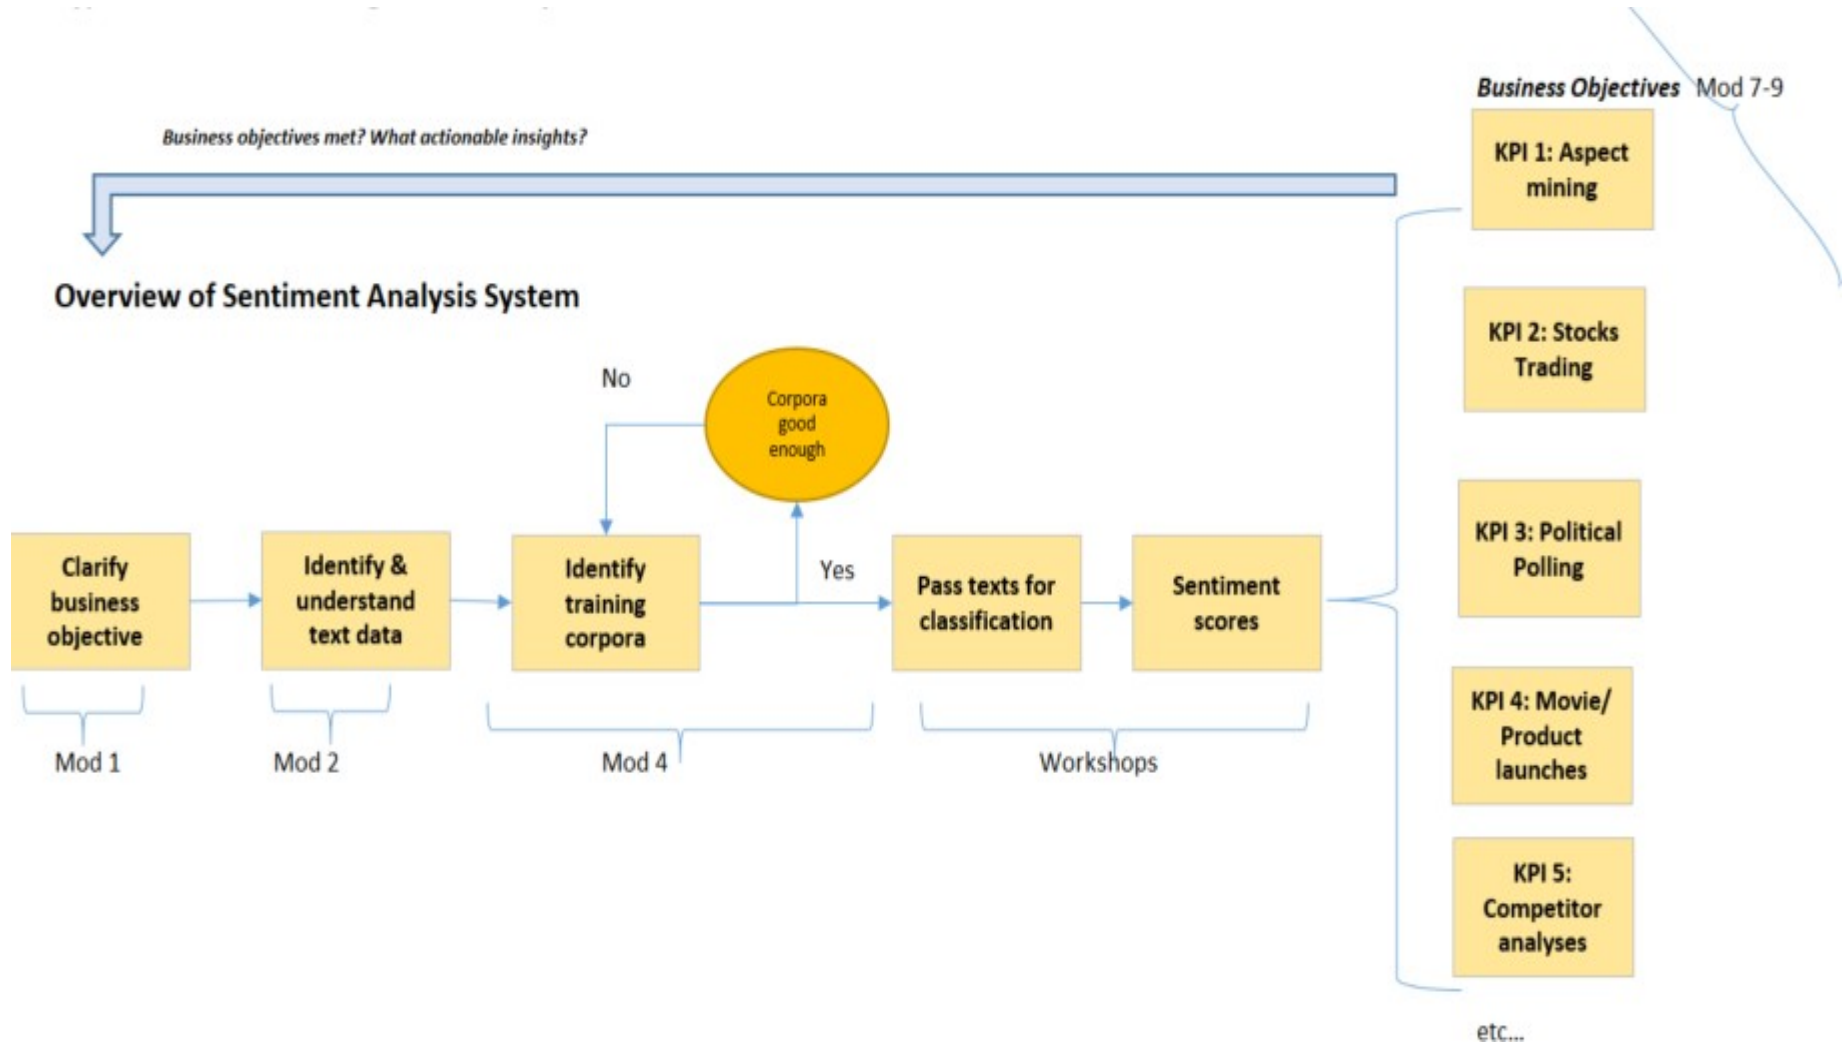 Business Objectives Mod 7-9
Business objectives met? What actionable insights?
KPI 1: Aspect
mining
Overview of Sentiment Analysis System
KPI 2: Stocks
Trading
No
Corpora
good
enough
Clarify
business
objective
Identify &
understand
text data
Identify
training
corpora
Yes
Pass texts for
classification
Sentiment
scores
KPI 3: Political
Polling
Mod 1
Mod 2
Mod 4
Workshops
KPI 4: Movie/
Product
launches
KPI 5:
Competitor
analyses
etc...